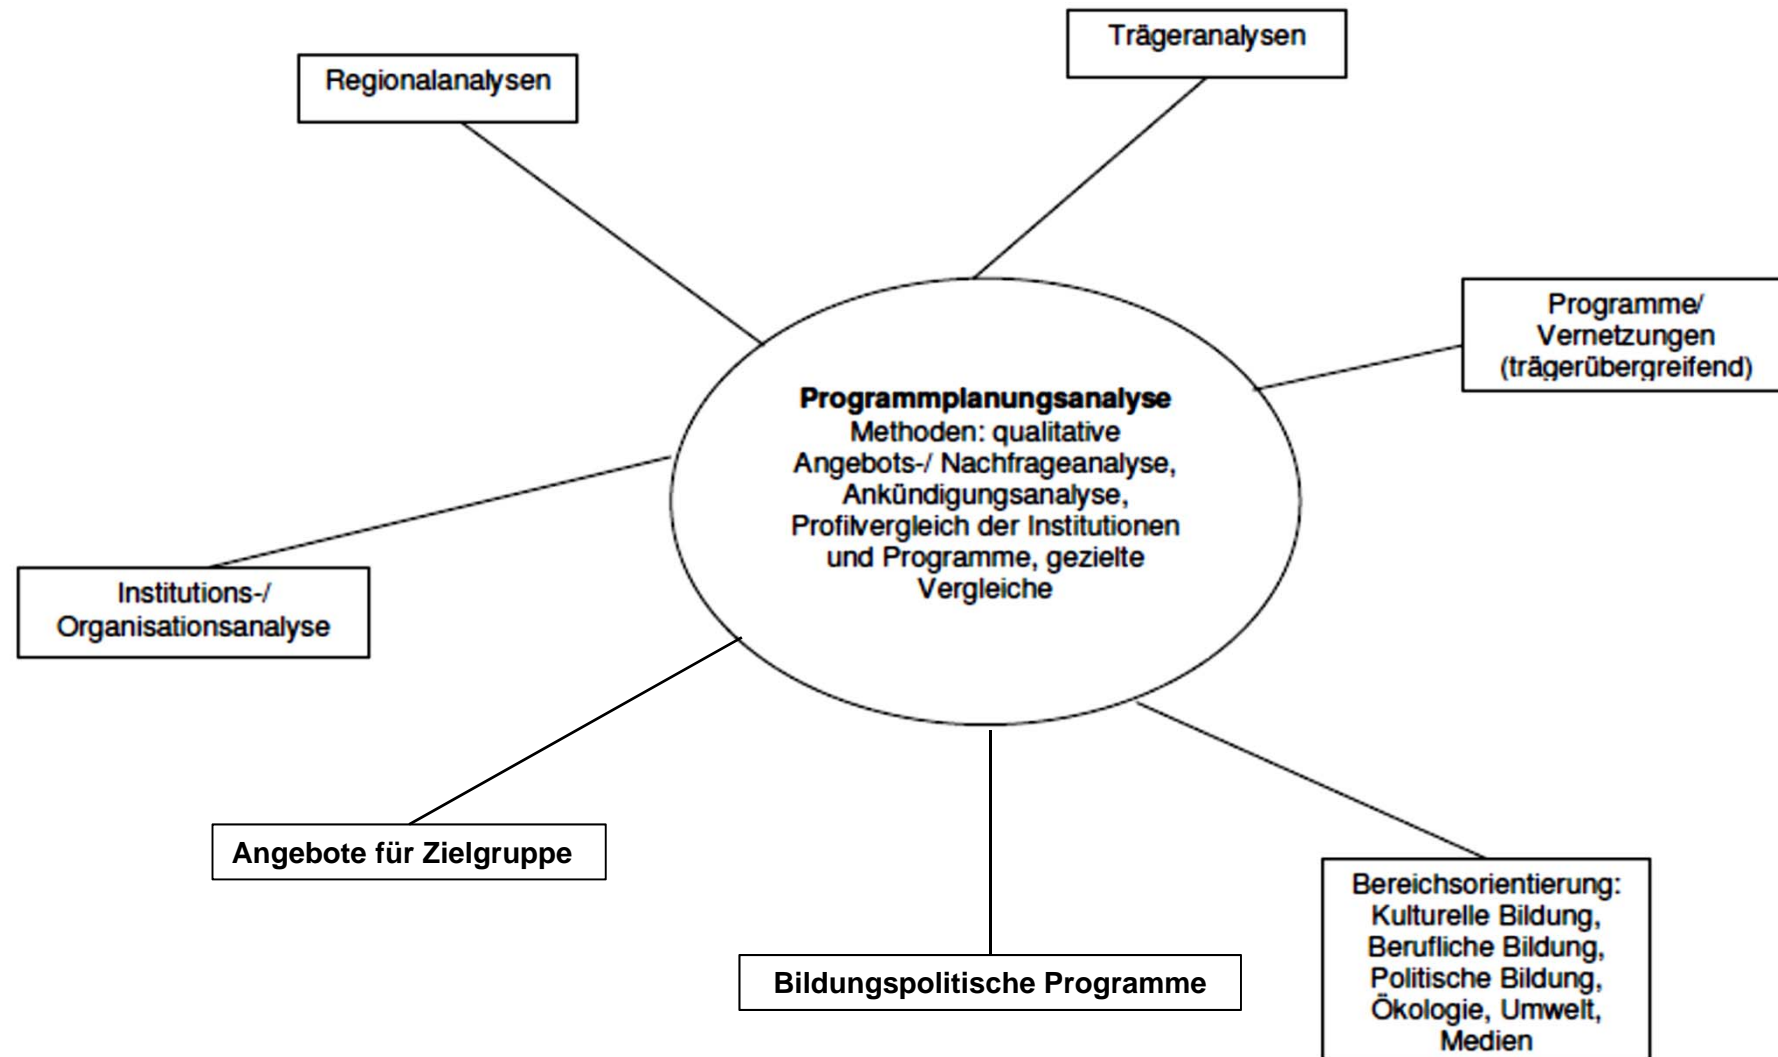 Trägeranalysen
Regionalanalysen
Programme/
Vernetzungen
(trägerübergreifend)
Programmplanungsanalyse
Methoden: qualitative
Angebots-/ Nachfrageanalyse,
Ankündigungsanalyse,
Profilvergleich der Institutionen
und Programme, gezielte
Vergleiche
Institutions-/
Organisationsanalyse
Angebote für Zielgruppe
Bildungspolitische Programme
Bereichsorientierung:
Kulturelle Bildung,
Berufliche Bildung,
Politische Bildung,
Ökologie, Umwelt,
Medien